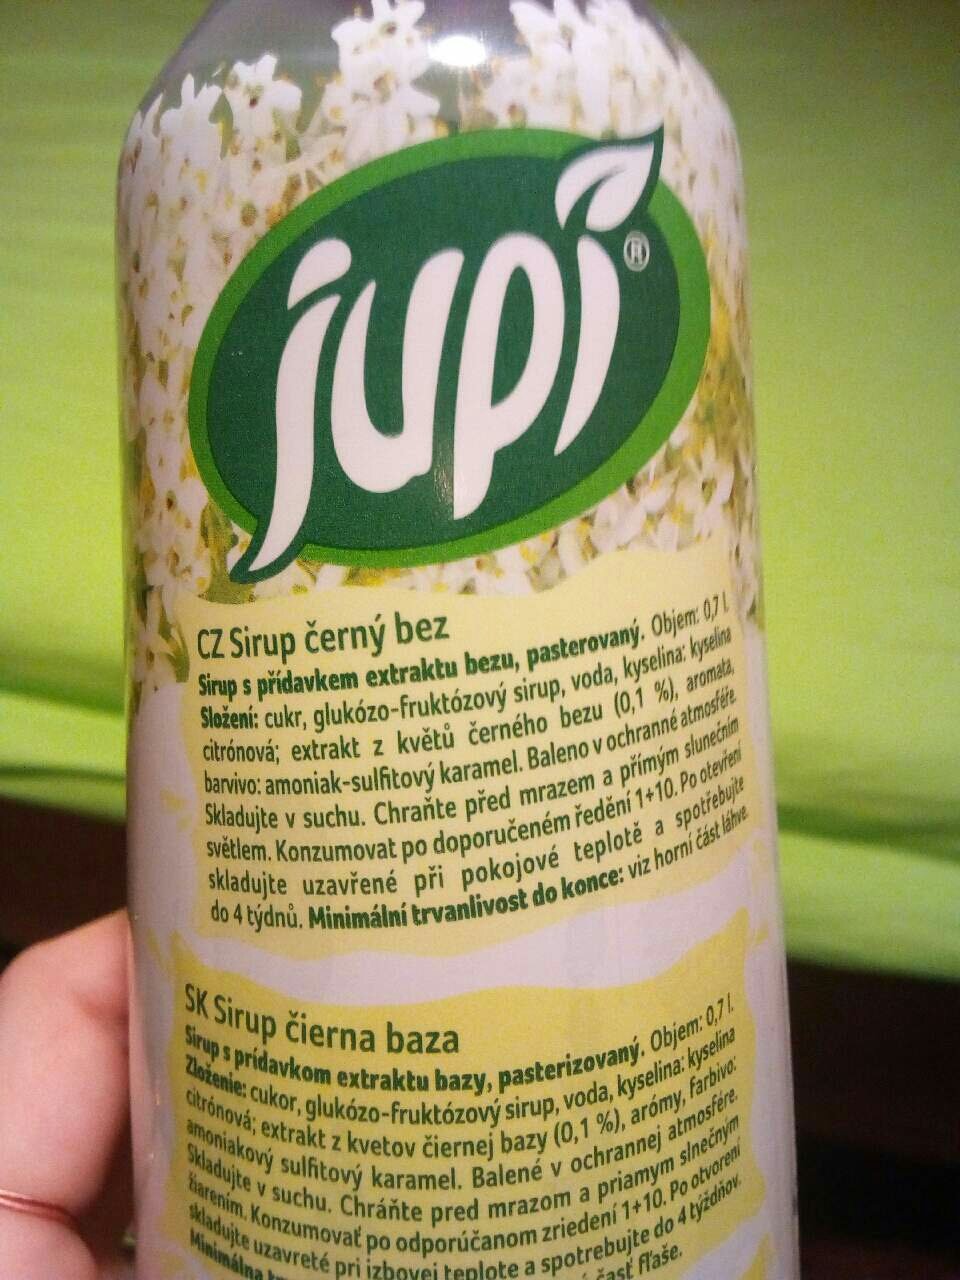 jupí
®
CZ Sirup černý bez
Sirup s přídavkem extraktu bezu, pasterovaný. Objem: 0,7 l.
Složení: cukr, glukózo-fruktózový sirup, voda, kyselina: kyselina
citrónová; extrakt z květů černého bezu (0,1 %), aromata,
barvivo: amoniak-sulfitový karamel. Baleno v ochranné atmosféře.
Skladujte v suchu. Chraňte před mrazem a přímým slunečním
světlem. Konzumovat po doporučeném ředění 1+10. Po otevření
skladujte uzavřené při pokojové teplotě a spotřebujte
do 4 týdnů. Minimální trvanlivost do konce: viz horní část láhve.
SK Sirup čierna baza
Sirup s prídavkom extraktu bazy, pasterizovaný. Objem: 0,7 l.
Zloženie: cukor, glukózo-fruktózový sirup, voda, kyselina: kyselina
citrónová; extrakt z kvetov čiernej bazy (0,1 %), arómy, farbivo:
amoniakový sulfitový karamel. Balené v ochrannej atmosfére.
Skladujte v suchu. Chráňte pred mrazom a priamym slnečným
žiarením. Konzumovať po odporúčanom zriedení 1+10. Po otvorení
skladujte uzavreté pri izbovej teplote a spotrebujte do 4 týždňov.
Minimálna časť fľaše.